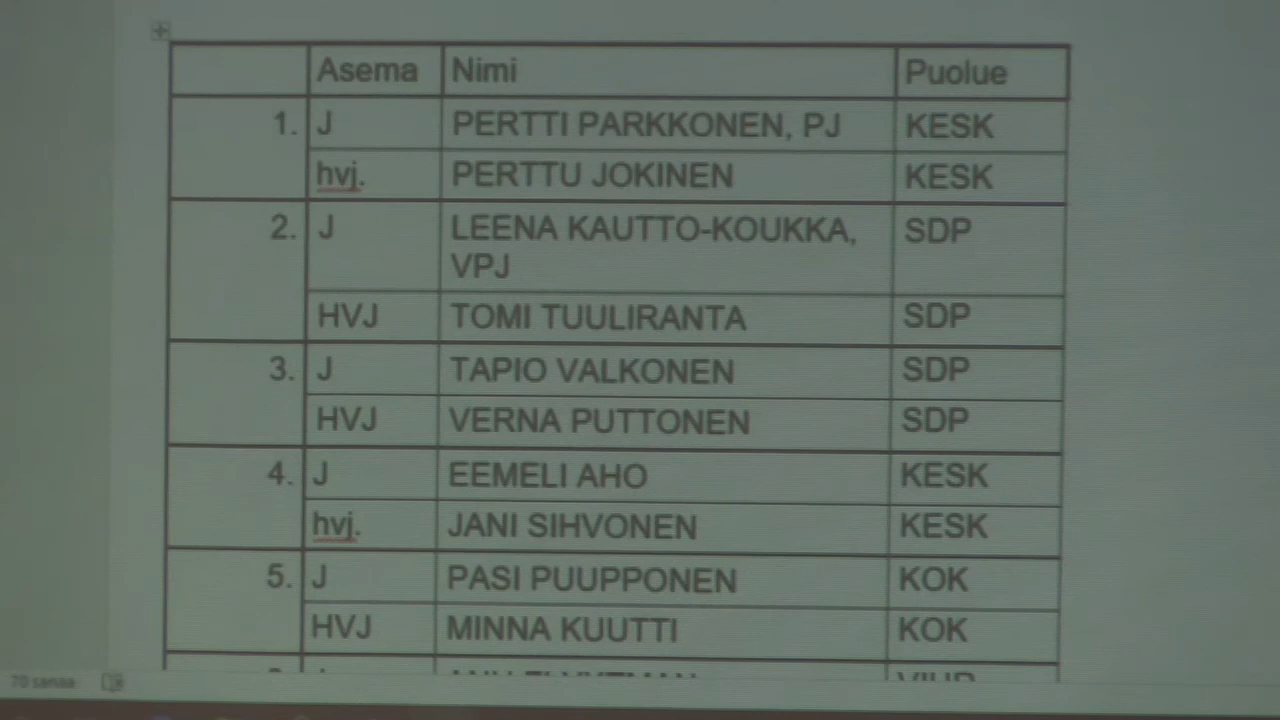 Asema Nimi Puolue
1. J PERTTI PARKKONEN, PJ KESK
hvj. PERTTU JOKINEN KESK
2. J LEENA KAUTTO-KOUKKA, SDP
VPJ
HVJ TOMI TUULIRANTA SDP
3. J TAPIO VALKONEN SDP
HVJ VERNA PUTTONEN SDP
4. J EEMELI AHO KESK
hvj. JANI SIHVONEN KESK
5. J PASI PUUPPONEN KOK
HVJ MINNA KUUTTI KOK
70 sanaa